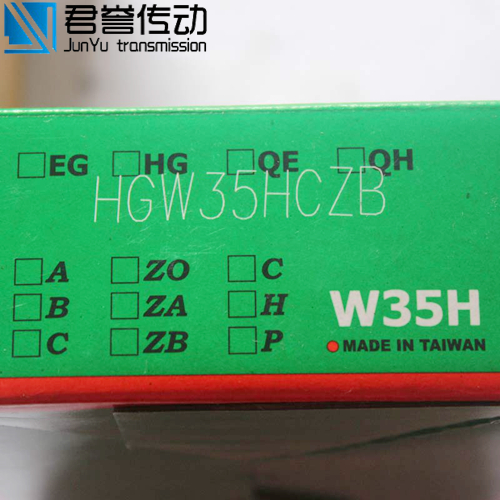 君誉传动
JunYu transmission
EG HG QE QH
HGW35HCZB
A ZO C
B ZA H
C ZB P
W35H
MADE IN TAIWAN